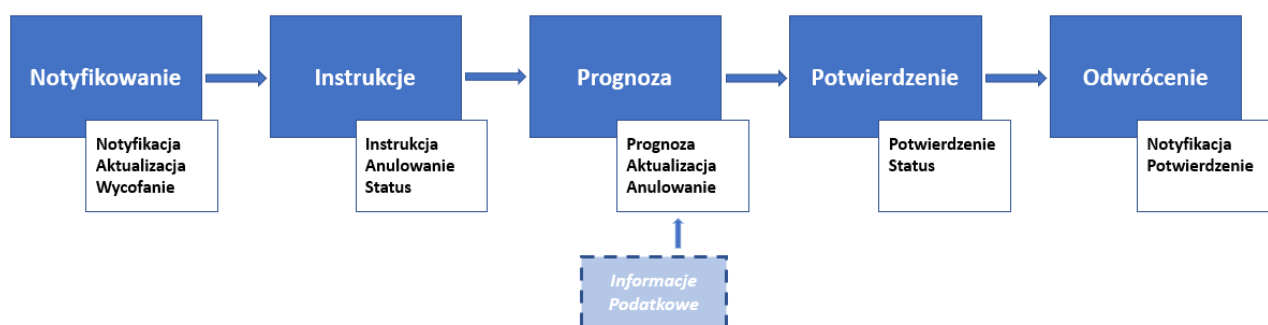 Notyfikowanie
Notyfikacja
Aktualizacja
Wycofanie
Instrukcje
Instrukcja
Anulowanie
Status
Prognoza
Prognoza
Aktualizacja
Anulowanie
Informacje
Podatkowe
Potwierdzenie
Potwierdzenie
Status
Odwrócenie
Notyfikacja
Potwierdzenie